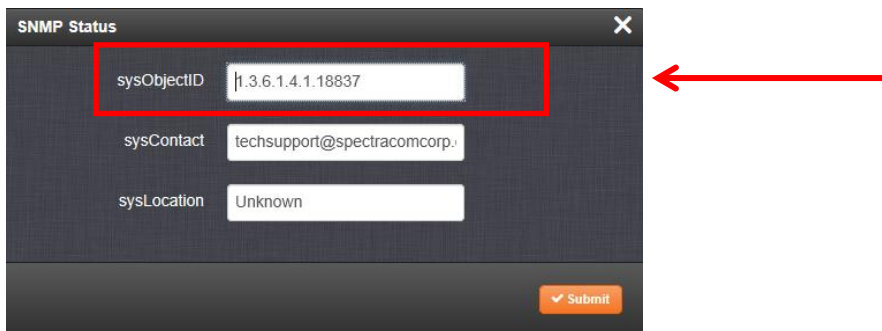 SNMP Status
sysObjectID 1.3.6.1.4.1.18837
sysContact techsupport@spectracomcorp.
sysLocation Unknown
Submit